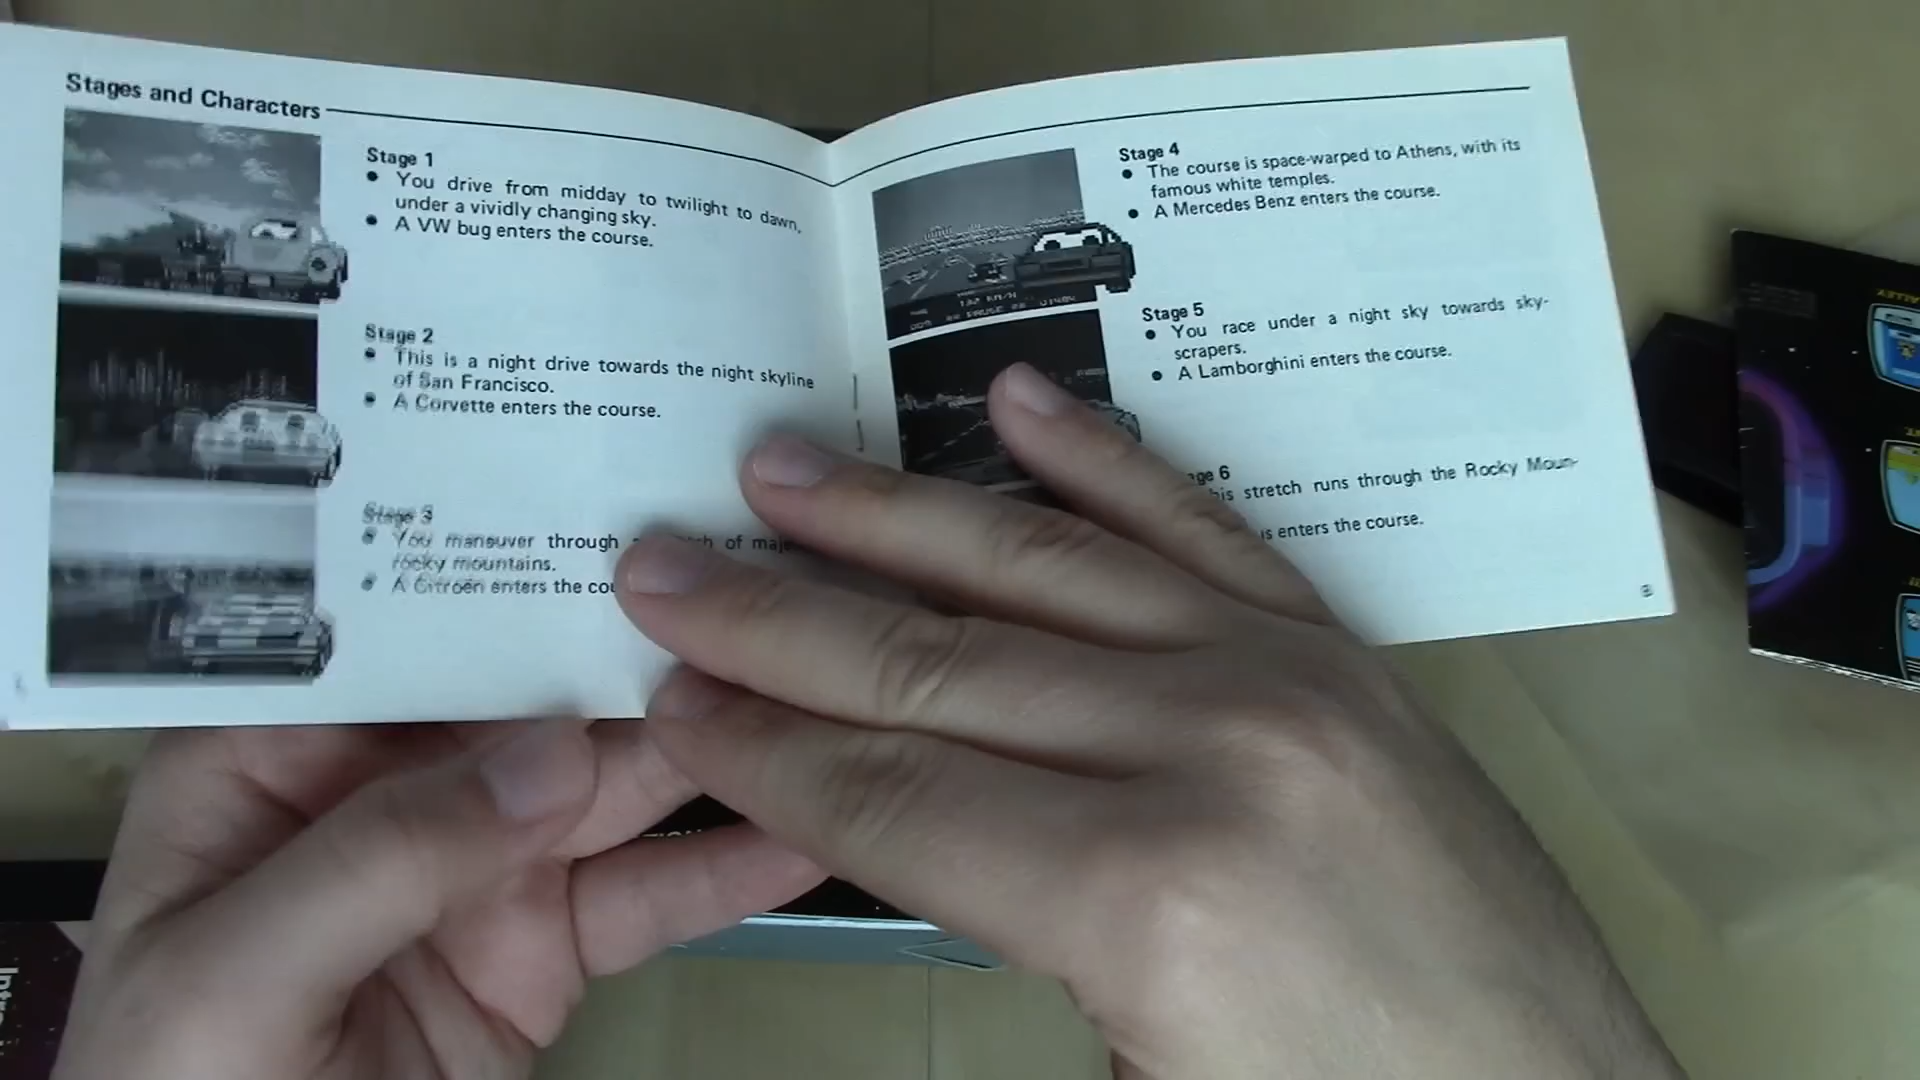 Stages and Characters
Stage 1
● You drive from midday to twilight to dawn,
under a vividly changing sky.
● A VW bug enters the course.
Stage 2
● This is a night drive towards the night skyline
of San Francisco.
● A Corvette enters the course.
Stage 3
● You maneuver through of
rocky mountains.
● A Citroën enters the
Stage 4
● The course is space-warped to Athens, with its
famous white temples.
● A Mercedes Benz enters the course.
Stage 5
● You race under a night sky towards sky-
scrapers.
● A Lamborghini enters the course.
6
stretch runs through the Rocky Moun-
enters the course.